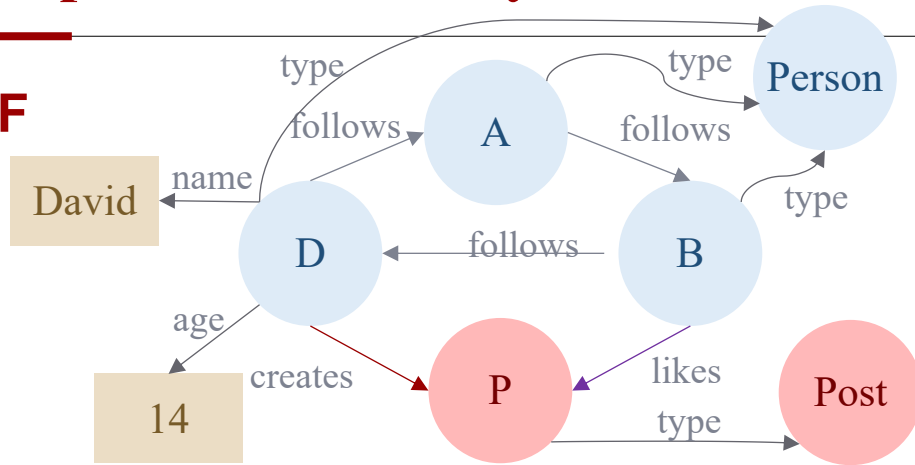 type
type
Person
F
follows
A
follows
David
name
type
D
follows
B
age
creates
P
likes
Post
14
type